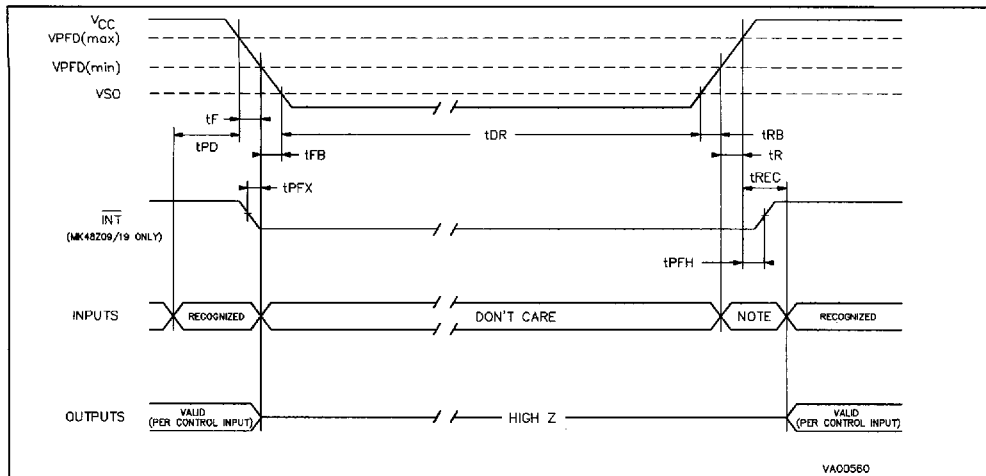 VCC
VPFD(max)
VPFD(min)
VSO
tF
tPD
tFB
tDR
tRB
tR
tPFX
tREC
INT
(MK48Z09/19 ONLY)
tPFH
INPUTS
RECOGNIZED
DON'T CARE
NOTE
RECOGNIZED
OUTPUTS
VALID
(PER CONTROL INPUT)
HIGH Z
VALID
(PER CONTROL INPUT)
VA00560